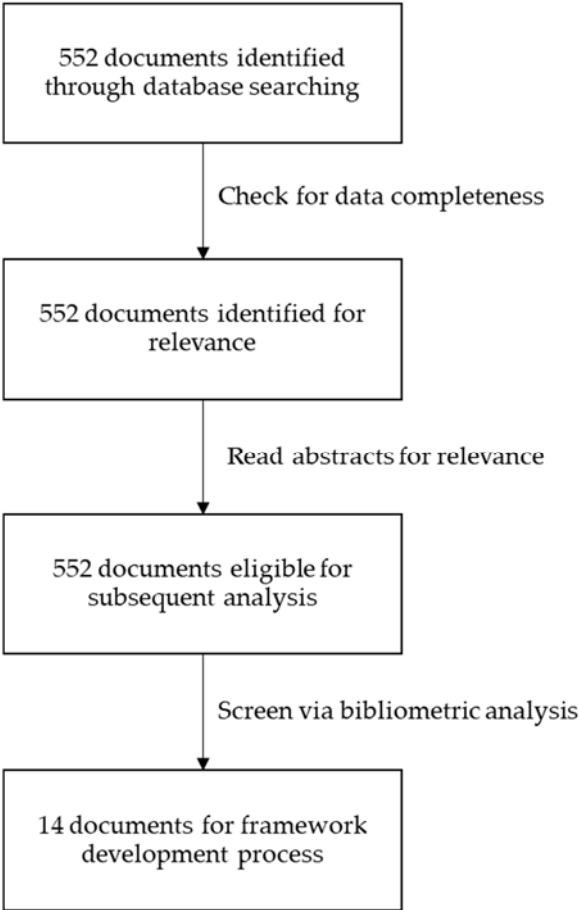 552 documents identified
through database searching
Check for data completeness
552 documents identified for
relevance
Read abstracts for relevance
552 documents eligible for
subsequent analysis
Screen via bibliometric analysis
14 documents for framework
development process